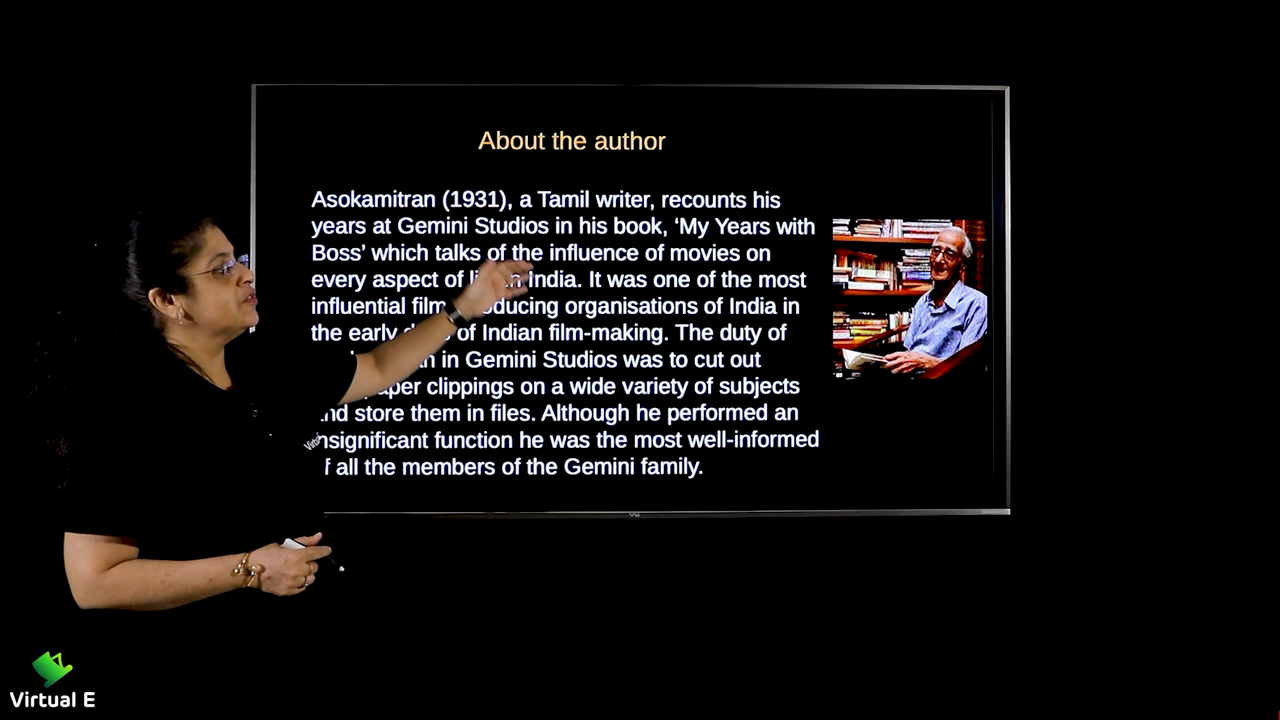 About the author
Asokamitran (1931), a Tamil writer, recounts his
years at Gemini Studios in his book, ‘My Years with
Boss’ which talks of the influence of movies on
every aspect of in India. It was one of the most
influential film organisations of India in
the early of Indian film-making. The duty of
in Gemini Studios was to cut out
clippings on a wide variety of subjects
and store them in files. Although he performed an
insignificant function he was the most well-informed
of all the members of the Gemini family.
Virtual E